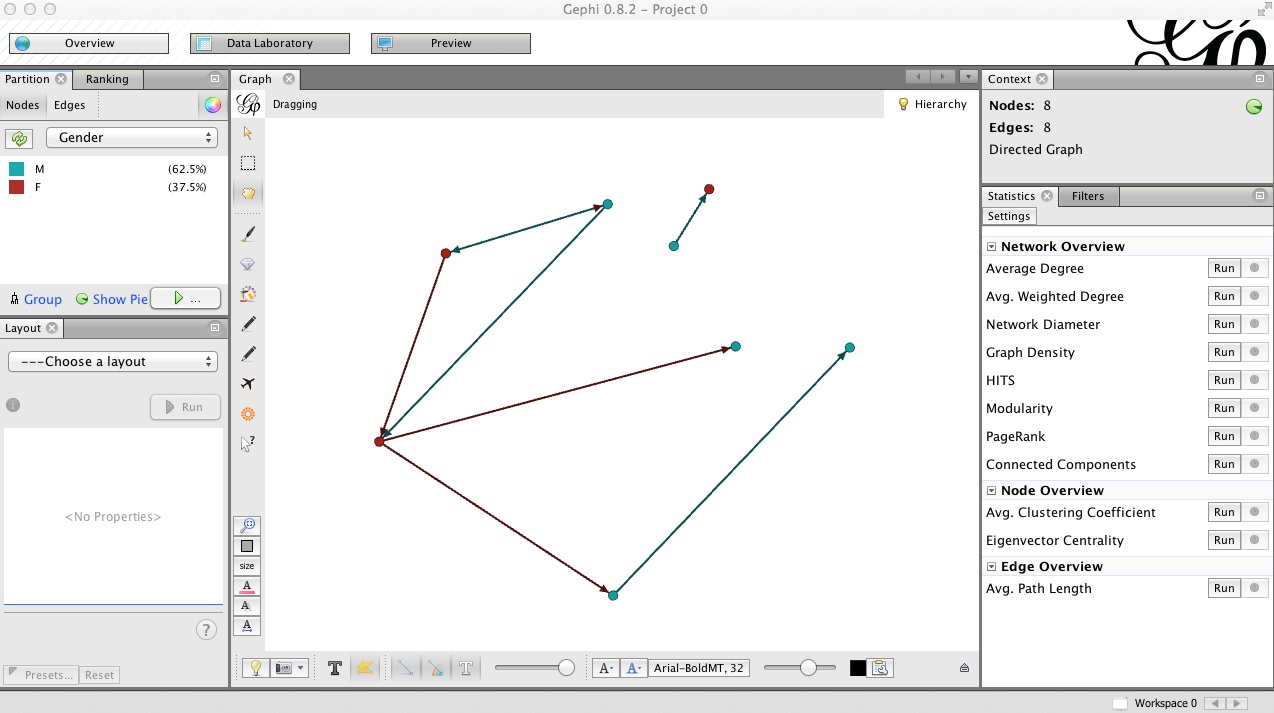 Gephi 0.8.2 - Project 0
Overview
Data Laboratory
Preview
Partition
Ranking
Nodes
Edges
Gender
M (62.5%)
F (37.5%)
Group
Show Pie
...
Layout
---Choose a layout
Run
<No Properties>
?
Presets...
Reset
Graph
Dragging
Hierarchy
?
size
A
A
A
T
T
A
A
Arial-BoldMT, 32
Context
Nodes: 8
Edges: 8
Directed Graph
Statistics
Filters
Settings
Network Overview
Average Degree Run
Avg. Weighted Degree Run
Network Diameter Run
Graph Density Run
HITS Run
Modularity Run
PageRank Run
Connected Components Run
Node Overview
Avg. Clustering Coefficient Run
Eigenvector Centrality Run
Edge Overview
Avg. Path Length Run
Workspace 0